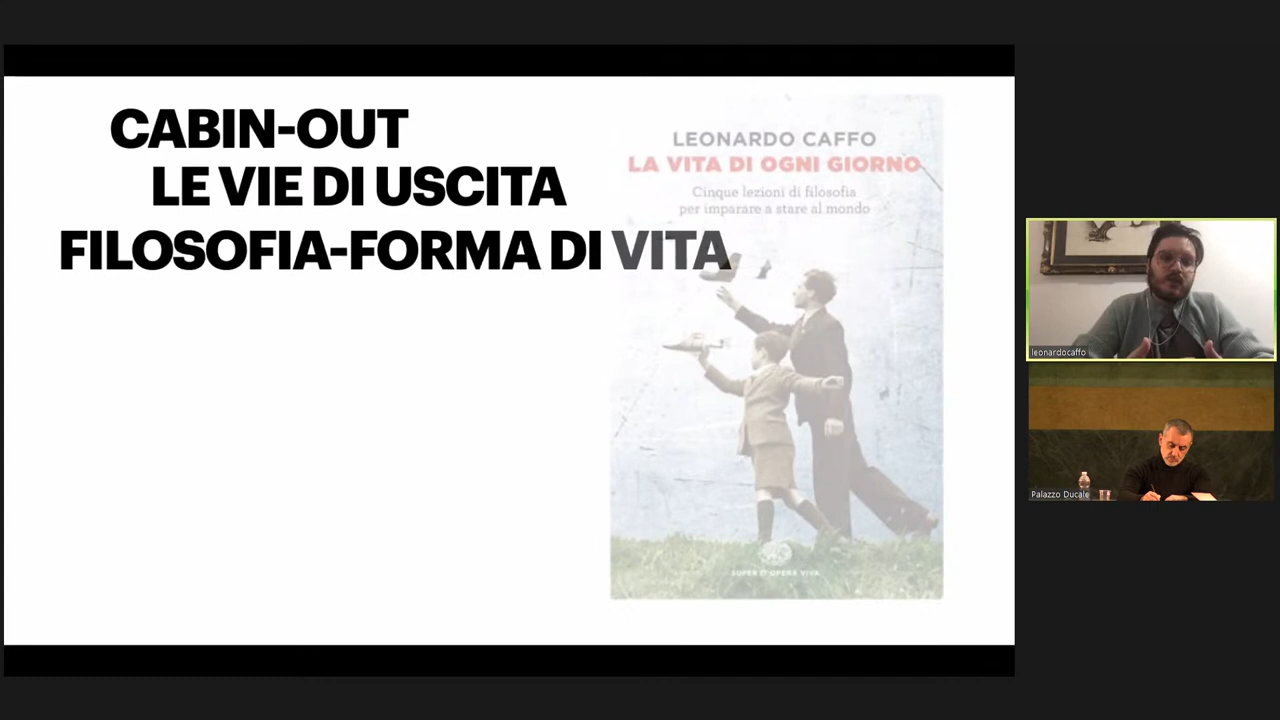 CABIN-OUT
LE VIE DI USCITA
FILOSOFIA-FORMA DI VITA
LEONARDO CAFFO
LA VITA DI OGNI GIORNO
Cinque lezioni di filosofia
per imparare a stare al mondo
SUPER ET OPERA VIVA
leonardocaffo
Palazzo Ducale